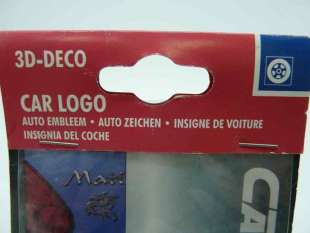 3D-DECO
CAR LOGO
AUTO EMBLEEM • AUTO ZEICHEN • INSIGNE DE VOITURE
INSIGNIA DEL COCHE